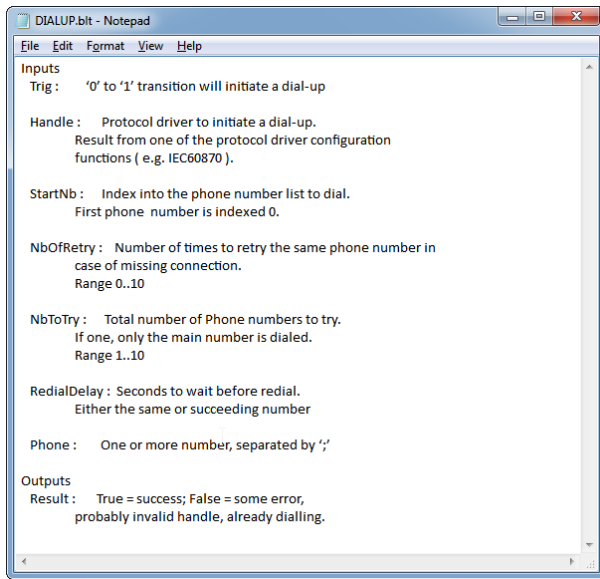 DIALUP.blt - Notepad
File Edit Format View Help
Inputs
Trig : '0' to '1' transition will initiate a dial-up
Handle : Protocol driver to initiate a dial-up.
Result from one of the protocol driver configuration
functions ( e.g. IEC60870 ).
StartNb : Index into the phone number list to dial.
First phone number is indexed 0.
NbOfRetry : Number of times to retry the same phone number in
case of missing connection.
Range 0..10
NbToTry : Total number of Phone numbers to try.
If one, only the main number is dialed.
Range 1..10
RedialDelay : Seconds to wait before redial.
Either the same or succeeding number
Phone : One or more number, separated by ';'
Outputs
Result : True = success; False = some error,
probably invalid handle, already dialling.